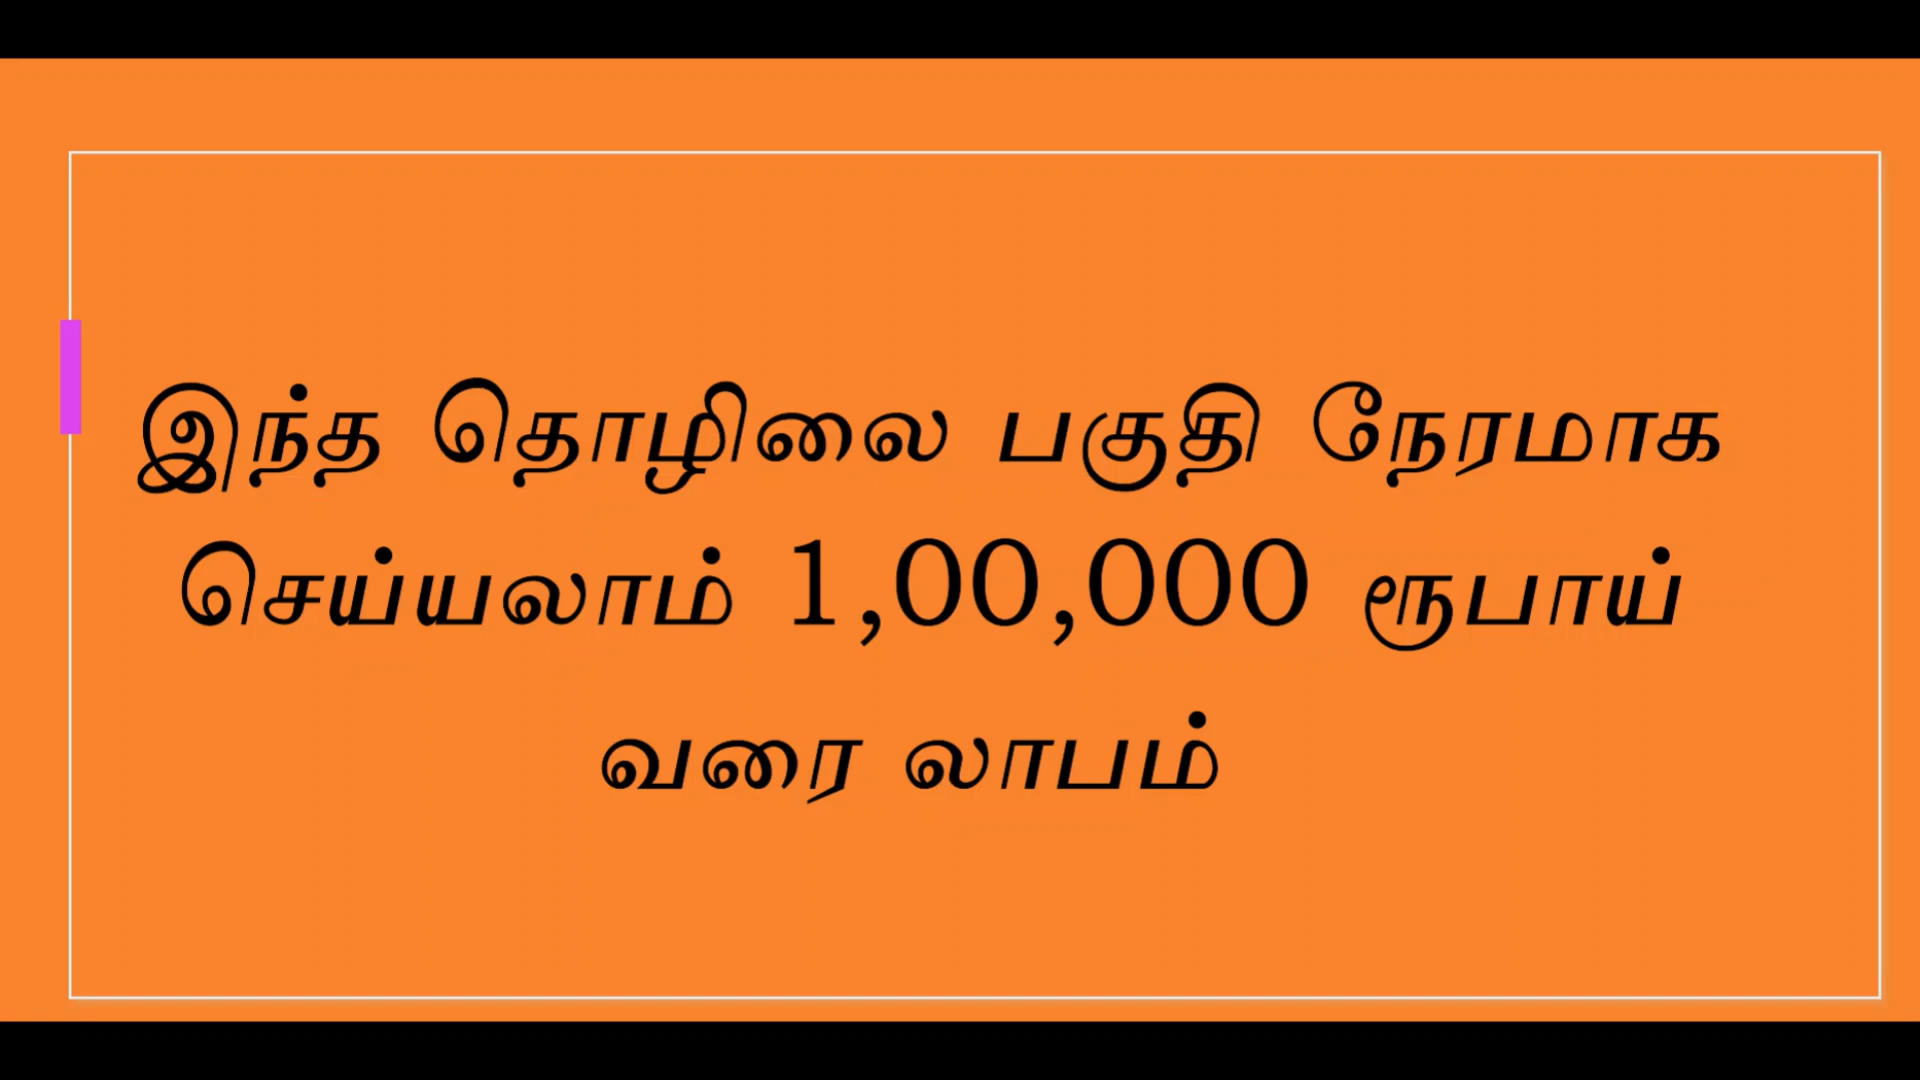 இந்த தொழிலை பகுதி நேரமாக
செய்யலாம் 1,00,000 ரூபாய்
வரை லாபம்